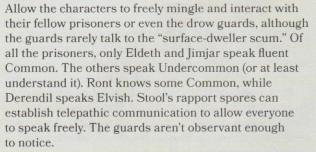 Allow the characters to freely mingle and interact with
their fellow prisoners or even the drow guards, although
the guards rarely talk to the "surface-dweller scum." Of
all the prisoners, only Eldeth and Jimjar speak fluent
Common. The others speak Undercommon (or at least
understand it). Ront knows some Common, while
Derendil speaks Elvish. Stool's rapport spores can
establish telepathic communication to allow everyone
to speak freely. The guards aren't observant enough
to notice.